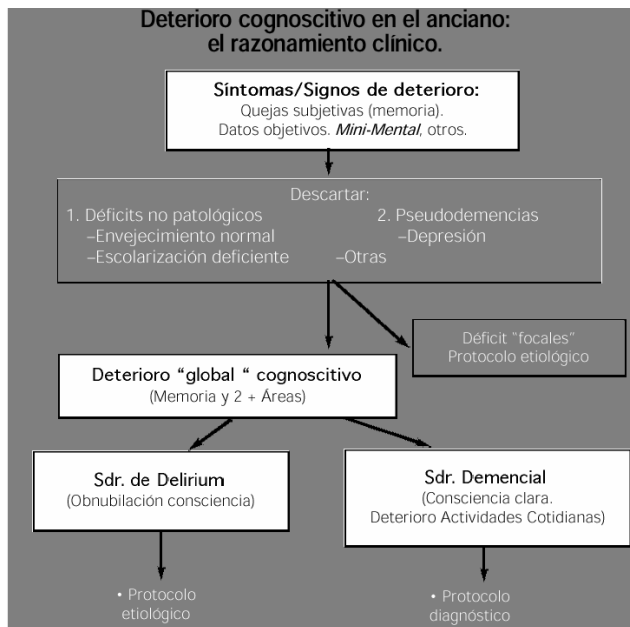 Deterioro cognoscitivo en el anciano:
el razonamiento clínico.
Síntomas/Signos de deterioro:
Quejas subjetivas (memoria).
Datos objetivos. Mini-Mental, otros.
Descartar:
1. Déficits no patológicos 2. Pseudodemencias
–Envejecimiento normal –Depresión
–Escolarización deficiente –Otras
Déficit "focales"
Protocolo etiológico
Deterioro "global " cognoscitivo
(Memoria y 2 + Áreas)
Sdr. de Delirium
(Obnubilación consciencia)
Sdr. Demencial
(Consciencia clara.
Deterioro Actividades Cotidianas)
• Protocolo
etiológico
• Protocolo
diagnóstico